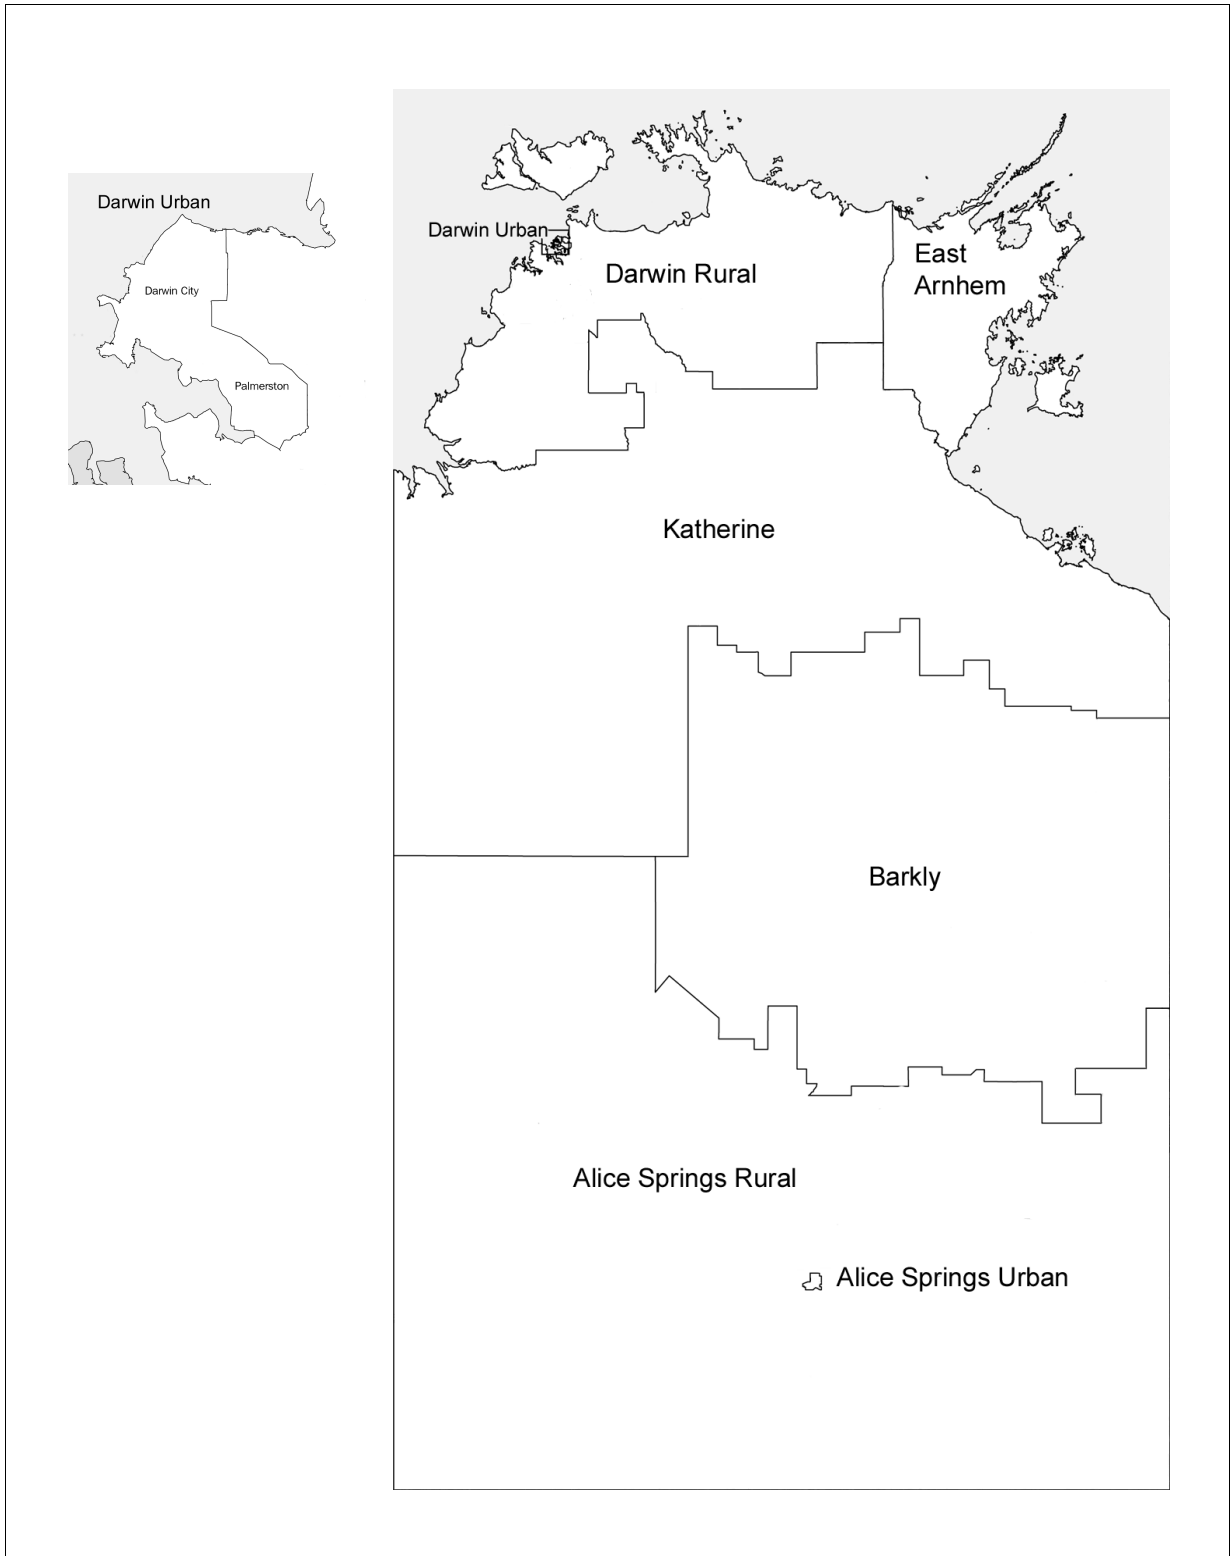 Darwin Urban
Darwin City
Palmerston
Darwin Urban
Darwin Rural
East
Arnhem
Katherine
Barkly
Alice Springs Rural
Alice Springs Urban